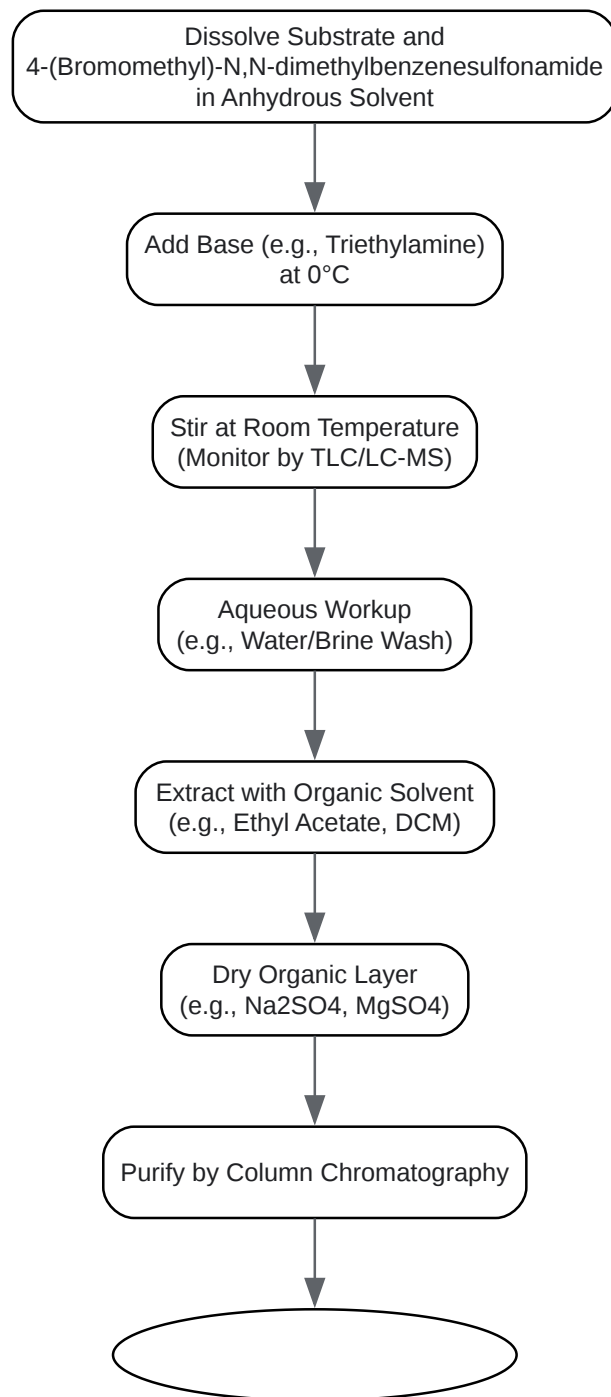 Dissolve Substrate and
4-(Bromomethyl)-N,N-dimethylbenzenesulfonamide
in Anhydrous Solvent
Add Base (e.g., Triethylamine)
at 0°C
Stir at Room Temperature
(Monitor by TLC/LC-MS)
Aqueous Workup
(e.g., Water/Brine Wash)
Extract with Organic Solvent
(e.g., Ethyl Acetate, DCM)
Dry Organic Layer
(e.g., Na2SO4, MgSO4)
Purify by Column Chromatography